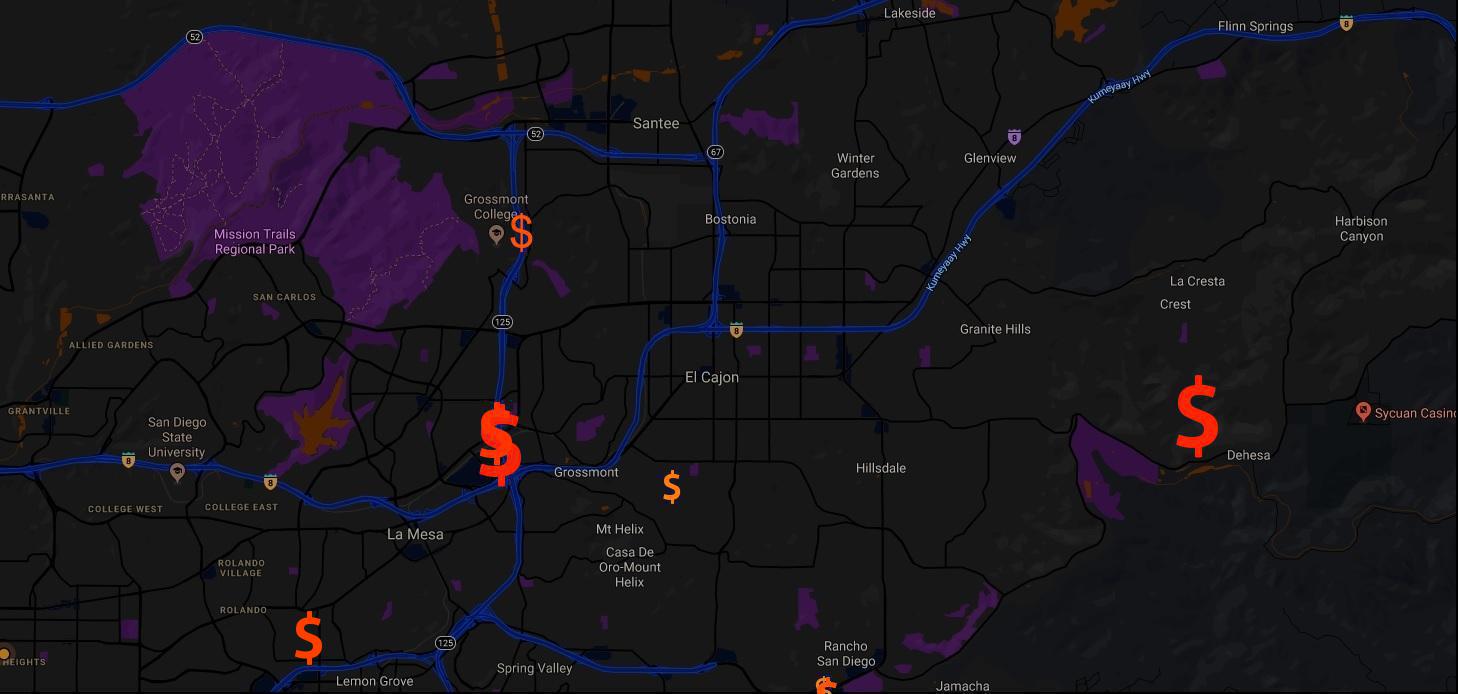 Lakeside
Flinn Springs
8
52
Kumeyaay Hwy
Santee
52
67
8
Glenview
Winter
Gardens
RRASANTA
Grossmont
College
$
Bostonia
Harbison
Canyon
Mission Trails
Regional Park
Kumeyaay Hwy
La Cresta
Crest
SAN CARLOS
125
8
Granite Hills
ALLIED GARDENS
El Cajon
GRANTVILLE
San Diego
State
University
$
$
$
Sycuan Casino
8
Grossmont
Hillsdale
Dehesa
8
$
COLLEGE WEST
COLLEGE EAST
La Mesa
Mt Helix
Casa De
Oro-Mount
Helix
ROLANDO
VILLAGE
ROLANDO
$
125
Rancho
San Diego
HEIGHTS
Lemon Grove
Spring Valley
$
Jamacha